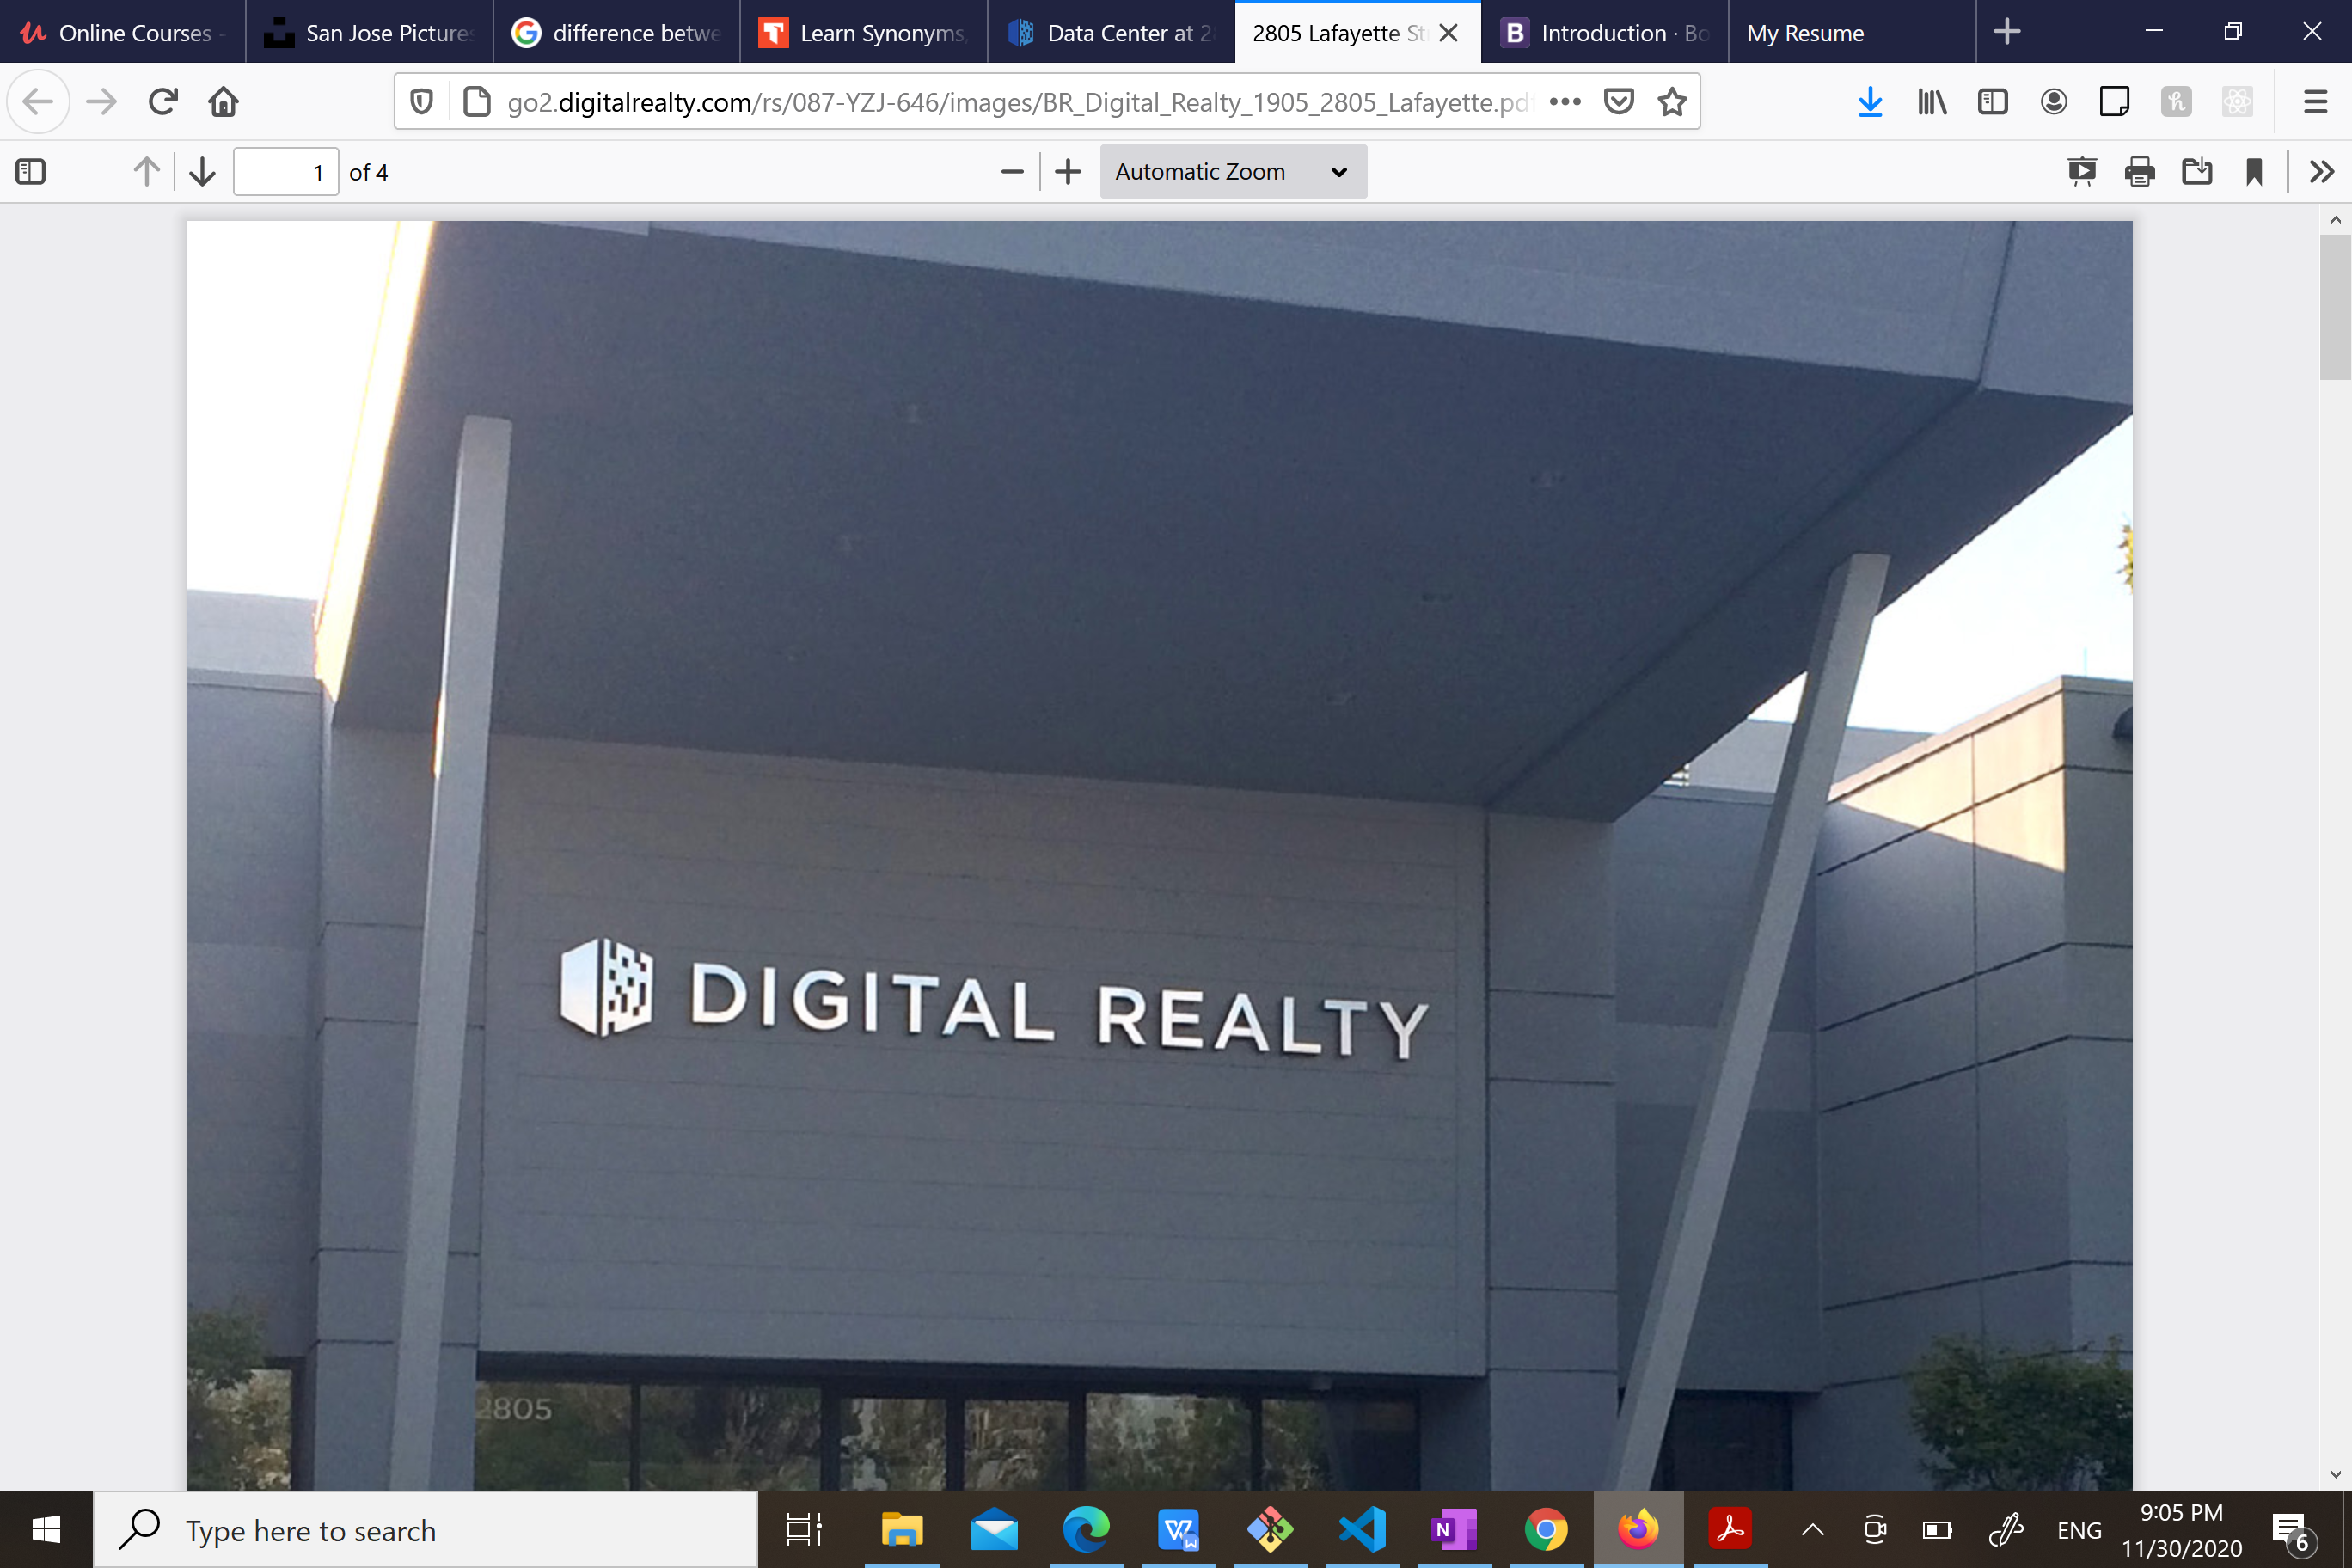 Online Courses -
San Jose Pictures
difference betwe
Learn Synonyms,
Data Center at 2
2805 Lafayette St
Introduction · Bo
My Resume
go2.digitalrealty.com/rs/087-YZJ-646/images/BR_Digital_Realty_1905_2805_Lafayette.pdf
1 of 4
Automatic Zoom
DIGITAL REALTY
2805
Type here to search
ENG
9:05 PM
11/30/2020
6